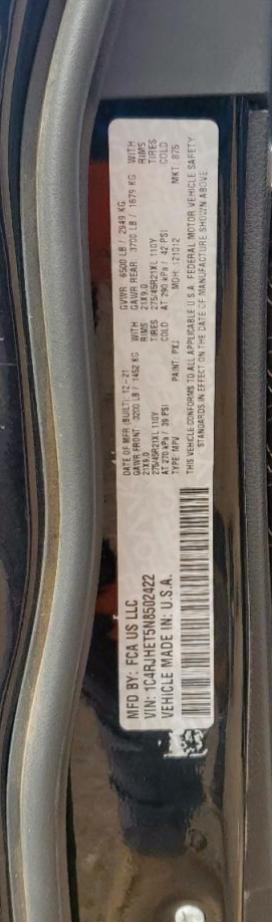 MFD BY: FCA US LLC
VIN: 1C4RJHET5N8502422
VEHICLE MADE IN: U.S.A.
DATE OF MFR (BUILT): 12-21
GVWR 6500 LB / 2949 KG
GAWR FRONT 3200 LB / 1452 KG WITH
GAWR REAR 3700 LB / 1679 KG WITH
21X9.0 RIMS
21X9.0 RIMS
275/45R21XL 110Y TIRES
275/45R21XL 110Y TIRES
AT 270 kPa / 39 PSI COLD
AT 290 kPa / 42 PSI COLD
TYPE: MPV PAINT: PXJ MDH: 121012 MKT: 875
THIS VEHICLE CONFORMS TO ALL APPLICABLE U.S.A. FEDERAL MOTOR VEHICLE SAFETY
STANDARDS IN EFFECT ON THE DATE OF MANUFACTURE SHOWN ABOVE